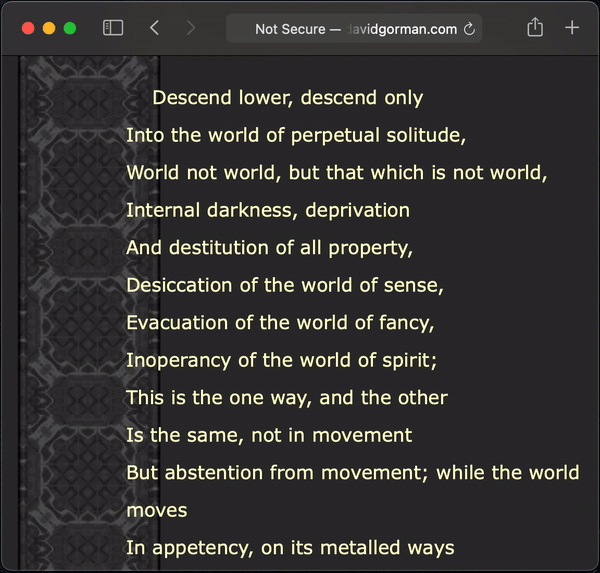 Not Secure — davidgorman.com
Descend lower, descend only
Into the world of perpetual solitude,
World not world, but that which is not world,
Internal darkness, deprivation
And destitution of all property,
Desiccation of the world of sense,
Evacuation of the world of fancy,
Inoperancy of the world of spirit;
This is the one way, and the other
Is the same, not in movement
But abstention from movement; while the world
moves
In appetency, on its metalled ways